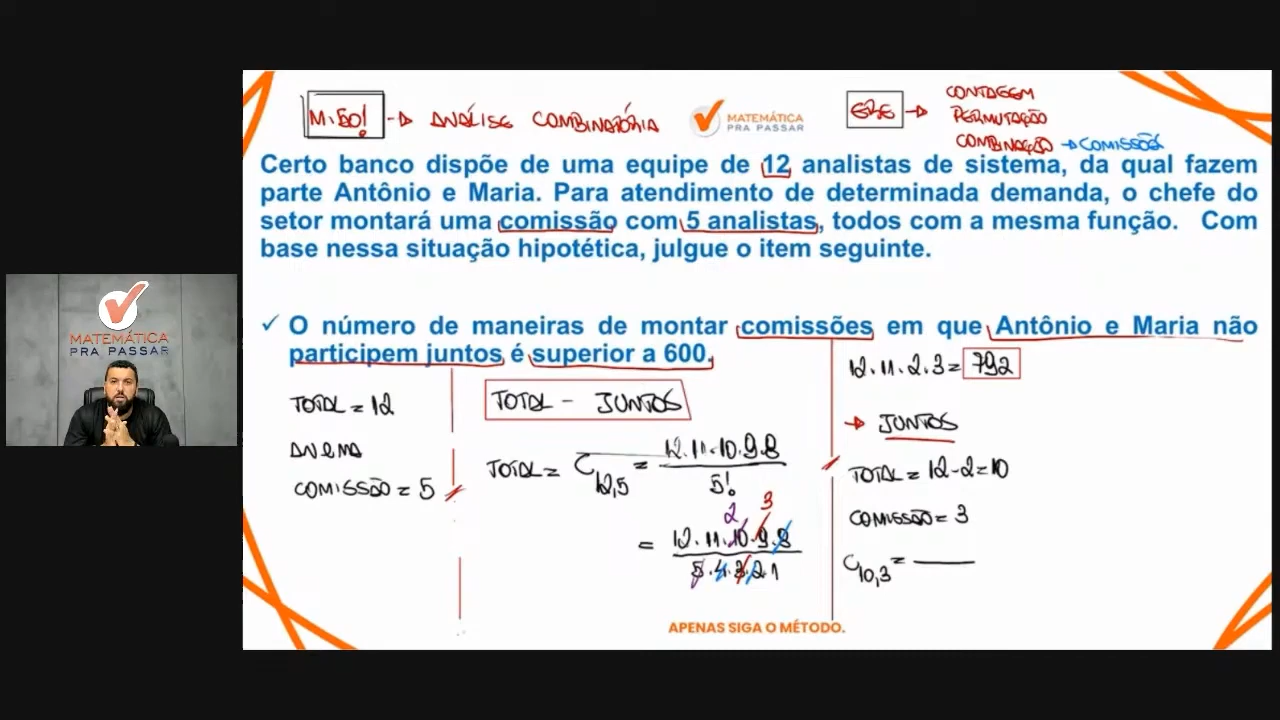 M.50! → ANÁLISE COMBINATÓRIA
MATEMÁTICA
PRA PASSAR
→ CONTAGEM
PERMUTAÇÃO
COMBINAÇÃO → COMISSÕES
Certo banco dispõe de uma equipe de 12 analistas de sistema, da qual fazem
parte Antônio e Maria. Para atendimento de determinada demanda, o chefe do
setor montará uma comissão com 5 analistas, todos com a mesma função. Com
base nessa situação hipotética, julgue o item seguinte.
✓ O número de maneiras de montar comissões em que Antônio e Maria não
participem juntos é superior a 600.
MATEMÁTICA
PRA PASSAR
TOTAL = 12
A N E M A
COMISSÃO = 5
TOTAL - JUNTOS
TOTAL = C12,5 = 12.11.10.9.8
5!
2 3
= 12.11.10.9.8
5.4.3.2.1
12.11.2.3 = 792
→ JUNTOS
TOTAL = 12-2=10
COMISSÃO = 3
C10,3 =
APENAS SIGA O MÉTODO.